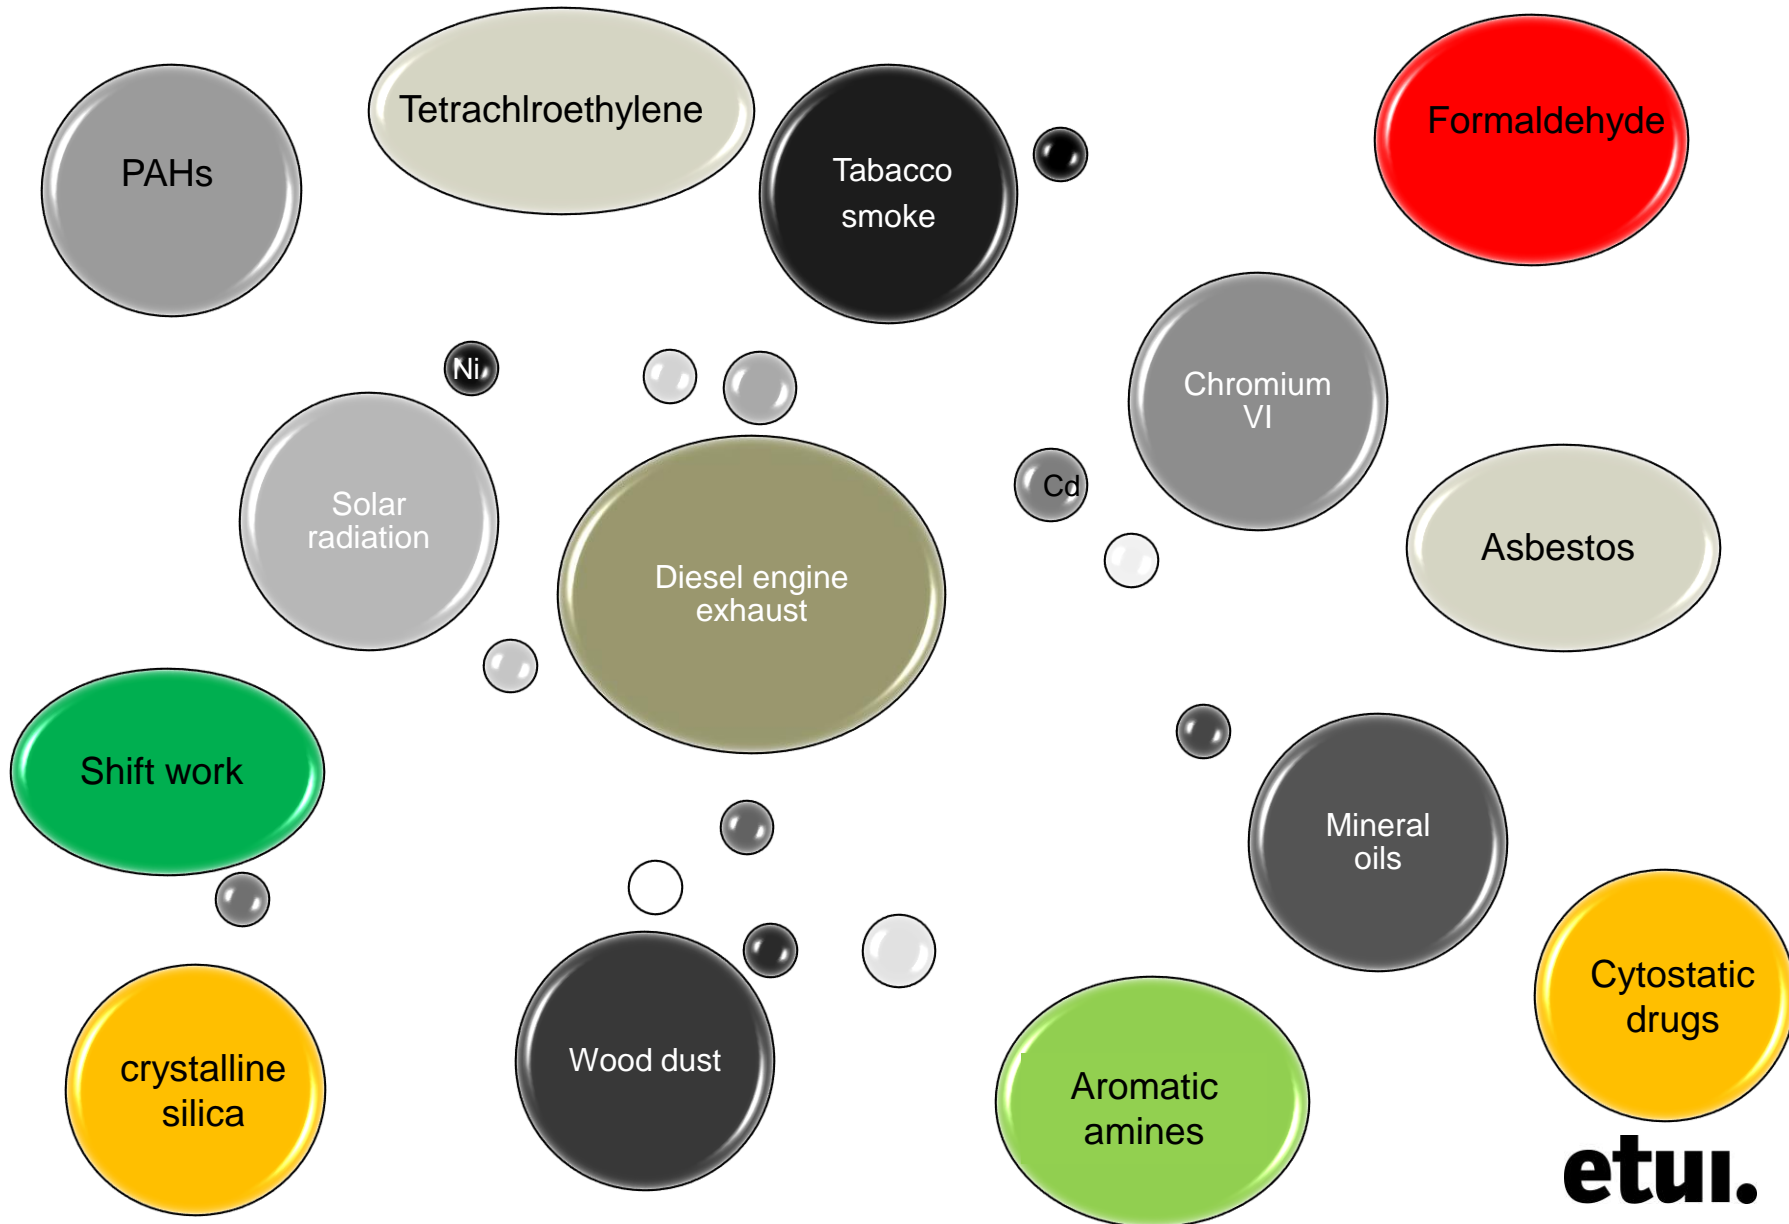 Tetrachlroethylene
Formaldehyde
PAHs
Tabacco
smoke
Ni
Chromium
VI
Solar
radiation
Cd
Asbestos
Diesel engine
exhaust
Shift work
Mineral
oils
Cytostatic
drugs
crystalline
silica
Wood dust
Aromatic
amines
etui.